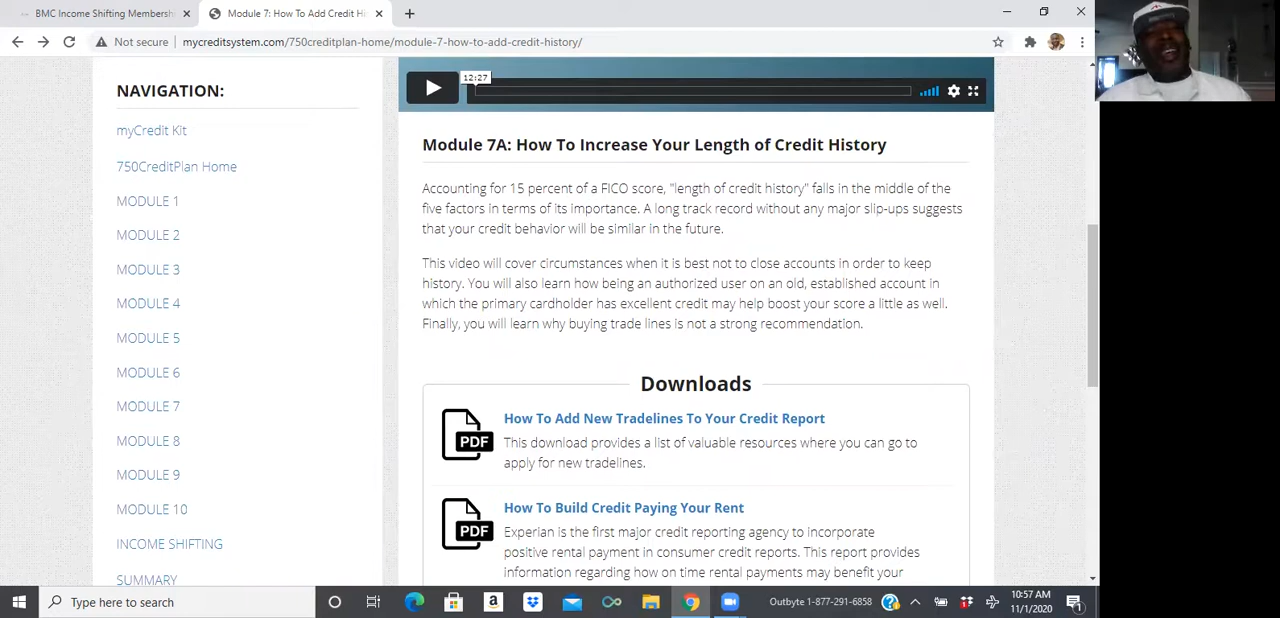 BMC Income Shifting Membersh
Module 7: How To Add Credit Hi
Not secure | mycreditsystem.com/750creditplan-home/module-7-how-to-add-credit-history/
NAVIGATION:
myCredit Kit
750CreditPlan Home
MODULE 1
MODULE 2
MODULE 3
MODULE 4
MODULE 5
MODULE 6
MODULE 7
MODULE 8
MODULE 9
MODULE 10
INCOME SHIFTING
SUMMARY
12:27
Module 7A: How To Increase Your Length of Credit History
Accounting for 15 percent of a FICO score, "length of credit history" falls in the middle of the
five factors in terms of its importance. A long track record without any major slip-ups suggests
that your credit behavior will be similar in the future.
This video will cover circumstances when it is best not to close accounts in order to keep
history. You will also learn how being an authorized user on an old, established account in
which the primary cardholder has excellent credit may help boost your score a little as well.
Finally, you will learn why buying trade lines is not a strong recommendation.
Downloads
PDF
How To Add New Tradelines To Your Credit Report
This download provides a list of valuable resources where you can go to
apply for new tradelines.
PDF
How To Build Credit Paying Your Rent
Experian is the first major credit reporting agency to incorporate
positive rental payment in consumer credit reports. This report provides
information regarding how on time rental payments may benefit your
Type here to search
Outbyte 1-877-291-6858
10:57 AM
11/1/2020
1